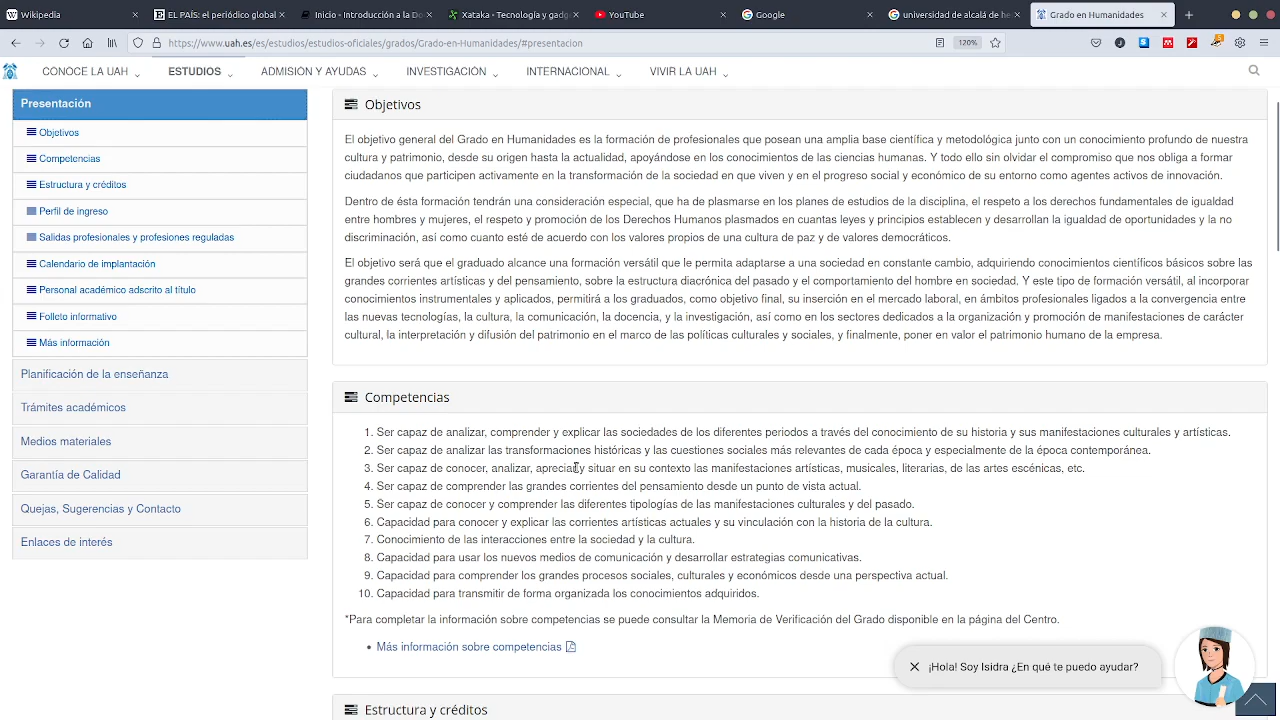 Wikipedia
EL PAÍS: el periódico global
Inicio - Introducción a Da Di
Xataka - Tecnología y gadg
YouTube
Google
universidad de alcalá de he
Grado en Humanidades
https://www.uah.es/es/estudios/estudios-oficiales/grados/Grado-en-Humanidades/#presentacion
120%
CONOCE LA UAH
ESTUDIOS
ADMISIÓN Y AYUDAS
INVESTIGACIÓN
INTERNACIONAL
VIVIR LA UAH
Presentación
Objetivos
Competencias
Estructura y créditos
Perfil de ingreso
Salidas profesionales y profesiones reguladas
Calendario de implantación
Personal académico adscrito al título
Folleto informativo
Más información
Planificación de la enseñanza
Trámites académicos
Medios materiales
Garantía de Calidad
Quejas, Sugerencias y Contacto
Enlaces de interés
Objetivos
El objetivo general del Grado en Humanidades es la formación de profesionales que posean una amplia base científica y metodológica junto con un conocimiento profundo de nuestra
cultura y patrimonio, desde su origen hasta la actualidad, apoyándose en los conocimientos de las ciencias humanas. Y todo ello sin olvidar el compromiso que nos obliga a formar
ciudadanos que participen activamente en la transformación de la sociedad en que viven y en el progreso social y económico de su entorno como agentes activos de innovación.
Dentro de ésta formación tendrán una consideración especial, que ha de plasmarse en los planes de estudios de la disciplina, el respeto a los derechos fundamentales de igualdad
entre hombres y mujeres, el respeto y promoción de los Derechos Humanos plasmados en cuantas leyes y principios establecen y desarrollan la igualdad de oportunidades y la no
discriminación, así como cuanto esté de acuerdo con los valores propios de una cultura de paz y de valores democráticos.
El objetivo será que el graduado alcance una formación versátil que le permita adaptarse a una sociedad en constante cambio, adquiriendo conocimientos científicos básicos sobre las
grandes corrientes artísticas y del pensamiento, sobre la estructura diacrónica del pasado y el comportamiento del hombre en sociedad. Y este tipo de formación versátil, al incorporar
conocimientos instrumentales y aplicados, permitirá a los graduados, como objetivo final, su inserción en el mercado laboral, en ámbitos profesionales ligados a la convergencia entre
las nuevas tecnologías, la cultura, la comunicación, la docencia, y la investigación, así como en los sectores dedicados a la organización y promoción de manifestaciones de carácter
cultural, la interpretación y difusión del patrimonio en el marco de las políticas culturales y sociales, y finalmente, poner en valor el patrimonio humano de la empresa.
Competencias
1. Ser capaz de analizar, comprender y explicar las sociedades de los diferentes periodos a través del conocimiento de su historia y sus manifestaciones culturales y artísticas.
2. Ser capaz de analizar las transformaciones históricas y las cuestiones sociales más relevantes de cada época y especialmente de la época contemporánea.
3. Ser capaz de conocer, analizar, apreciar y situar en su contexto las manifestaciones artísticas, musicales, literarias, de las artes escénicas, etc.
4. Ser capaz de comprender las grandes corrientes del pensamiento desde un punto de vista actual.
5. Ser capaz de conocer y comprender las diferentes tipologías de las manifestaciones culturales y del pasado.
6. Capacidad para conocer y explicar las corrientes artísticas actuales y su vinculación con la historia de la cultura.
7. Conocimiento de las interacciones entre la sociedad y la cultura.
8. Capacidad para usar los nuevos medios de comunicación y desarrollar estrategias comunicativas.
9. Capacidad para comprender los grandes procesos sociales, culturales y económicos desde una perspectiva actual.
10. Capacidad para transmitir de forma organizada los conocimientos adquiridos.
*Para completar la información sobre competencias se puede consultar la Memoria de Verificación del Grado disponible en la página del Centro.
• Más información sobre competencias
¡Hola! Soy Isidra ¿En qué te puedo ayudar?
Estructura y créditos